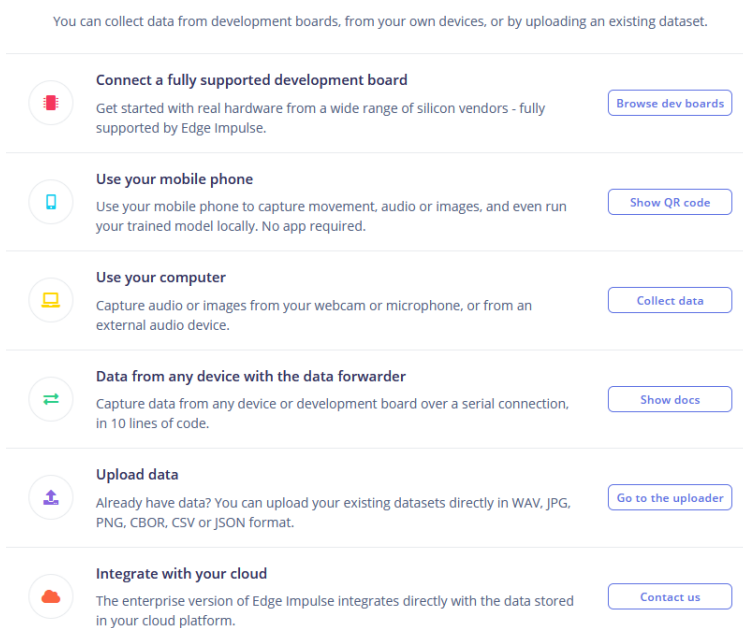 You can collect data from development boards, from your own devices, or by uploading an existing dataset.
Connect a fully supported development board
Get started with real hardware from a wide range of silicon vendors - fully
supported by Edge Impulse.
Browse dev boards
Use your mobile phone
Use your mobile phone to capture movement, audio or images, and even run
your trained model locally. No app required.
Show QR code
Use your computer
Capture audio or images from your webcam or microphone, or from an
external audio device.
Collect data
Data from any device with the data forwarder
Capture data from any device or development board over a serial connection,
in 10 lines of code.
Show docs
Upload data
Already have data? You can upload your existing datasets directly in WAV, JPG,
PNG, CBOR, CSV or JSON format.
Go to the uploader
Integrate with your cloud
The enterprise version of Edge Impulse integrates directly with the data stored
in your cloud platform.
Contact us